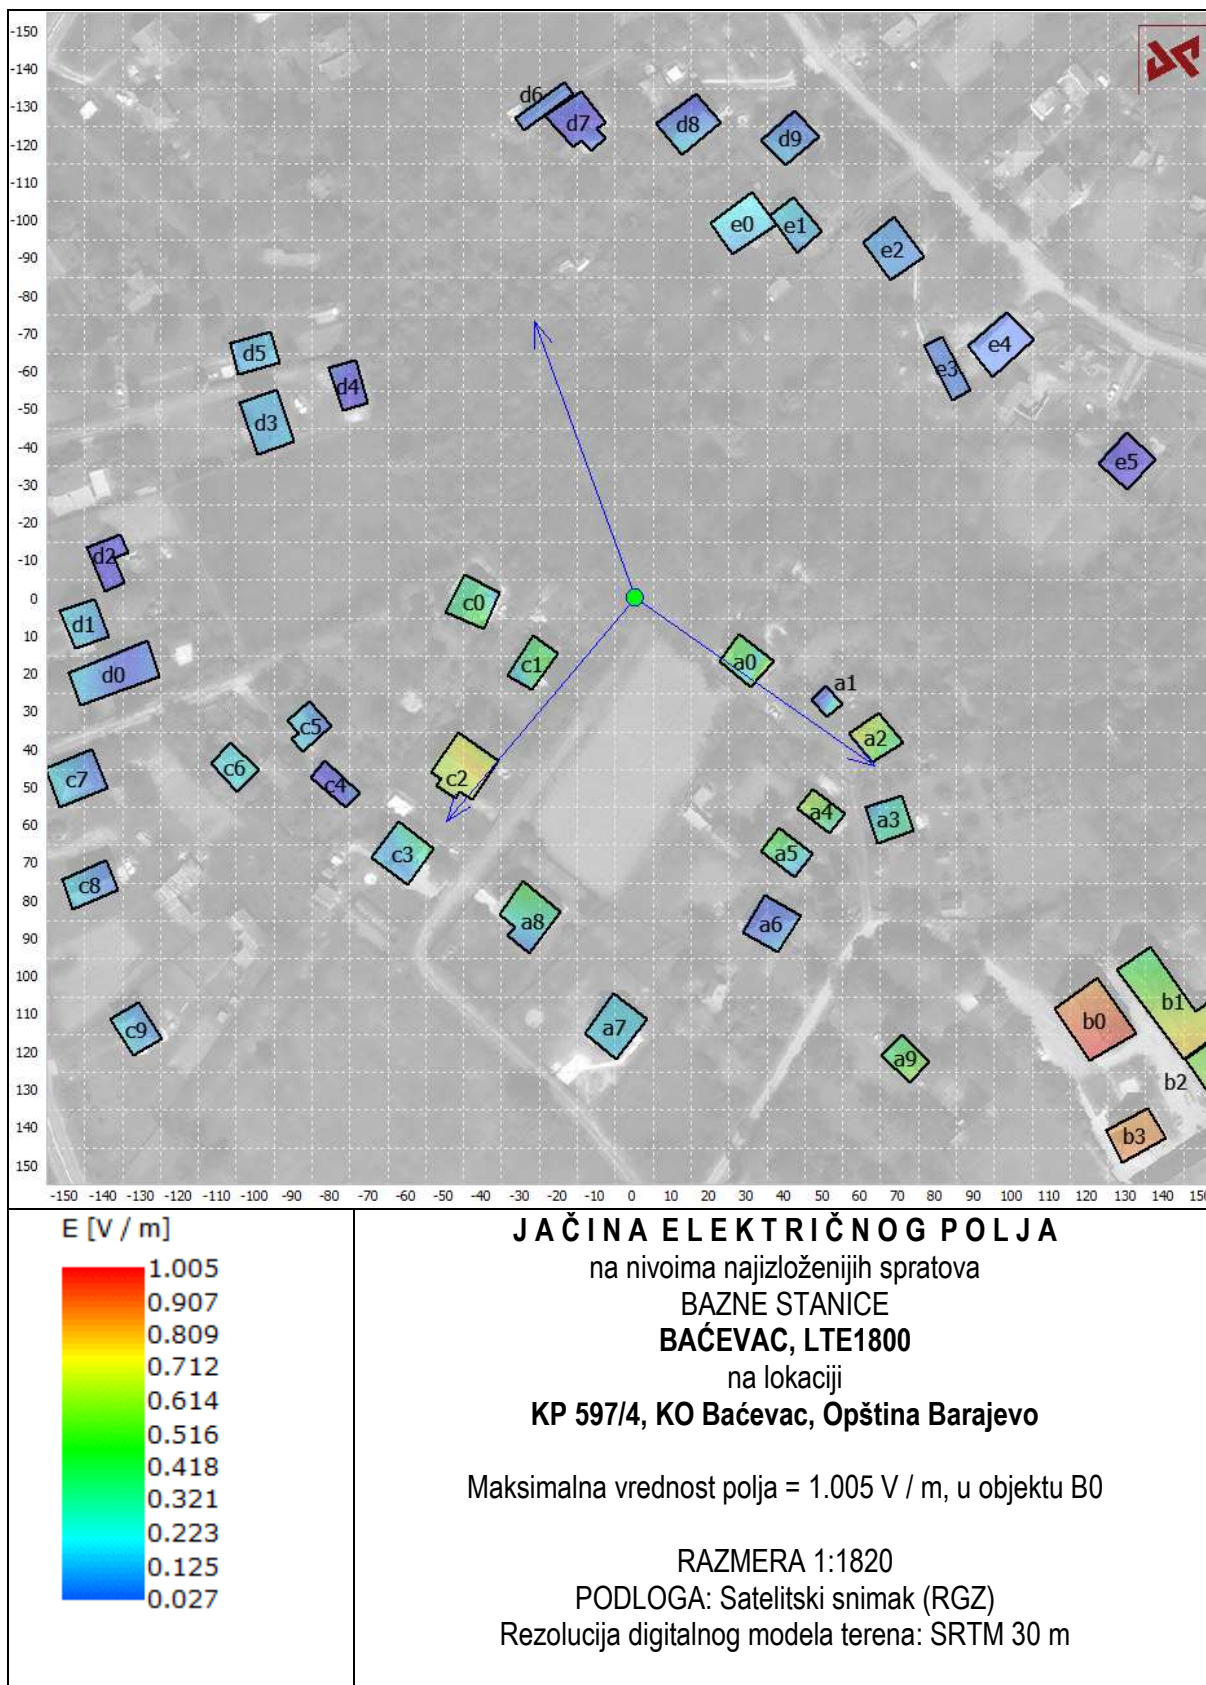 -150
-140
-130
-120
-110
-100
-90
-80
-70
-60
-50
-40
-30
-20
-10
0
10
20
30
40
50
60
70
80
90
100
110
120
130
140
150
d6
d7
d8
d9
e0
e1
e2
d5
d4
d3
e3
e4
e5
d2
d1
d0
c0
c1
a0
a1
a2
c5
c6
c4
c7
c2
a4
a3
a5
c3
c8
a8
a6
a7
c9
a9
b0
b1
b2
b3
-150 -140 -130 -120 -110 -100 -90 -80 -70 -60 -50 -40 -30 -20 -10 0 10 20 30 40 50 60 70 80 90 100 110 120 130 140 150
E [V / m]
1.005
0.907
0.809
0.712
0.614
0.516
0.418
0.321
0.223
0.125
0.027
JAČINA ELEKTRIČNOG POLJA
na nivoima najizloženijih spratova
BAZNE STANICE
BAĆEVAC, LTE1800
na lokaciji
KP 597/4, KO Baćevac, Opština Barajevo
Maksimalna vrednost polja = 1.005 V / m, u objektu B0
RAZMERA 1:1820
PODLOGA: Satelitski snimak (RGZ)
Rezolucija digitalnog modela terena: SRTM 30 m